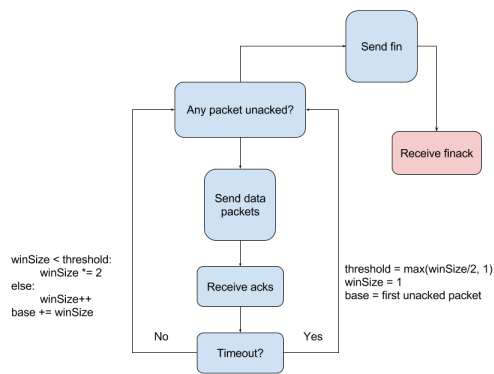 Send fin
Any packet unacked?
Receive finack
Send data
packets
winSize < threshold:
winSize *= 2
else:
winSize++
base += winSize
threshold = max(winSize/2, 1)
winSize = 1
base = first unacked packet
Receive acks
No
Yes
Timeout?